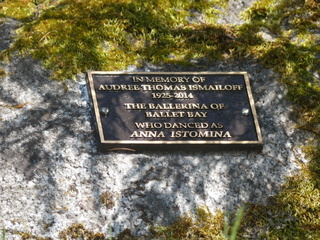 IN MEMORY OF
AUDREE THOMAS ISMAILOFF
1925-2014
THE BALLERINA OF
BALLET BAY
WHO DANCED AS
ANNA ISTOMINA